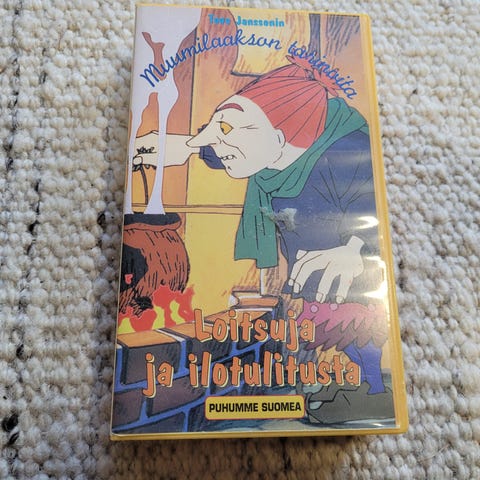 Tove Janssonin
Muumilaakson tarinoita
Loitsuja
ja ilotulitusta
PUHUMME SUOMEA